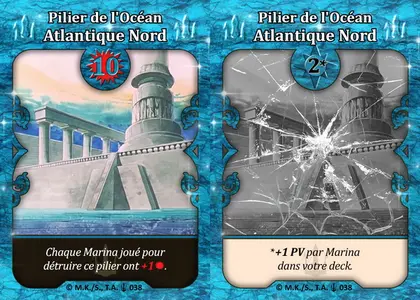 Pilier de l'Océan
Atlantique Nord
10
Chaque Marina joué pour
détruire ce pilier ont +1.
© M.K./S., T.A. 038
Pilier de l'Océan
Atlantique Nord
2*
*+1 PV par Marina
dans votre deck.
© M.K./S., T.A. 038